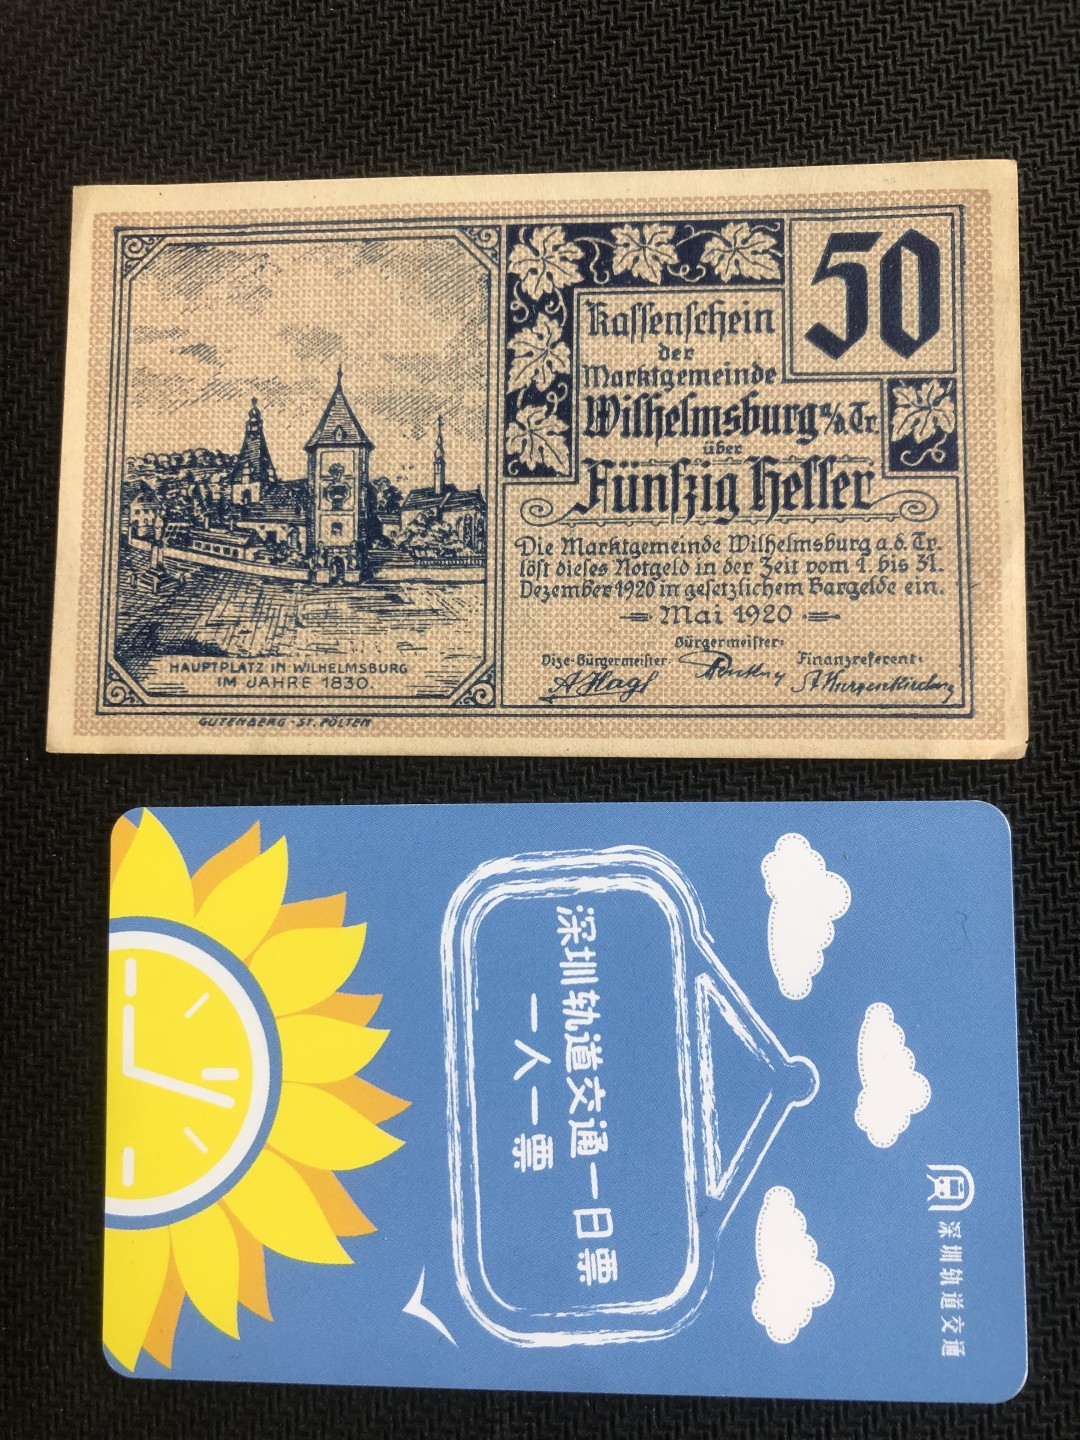 50
Kassenschein
der
Marktgemeinde
Wilhelmsburg a/d. Tr.
über
Fünfzig Heller
Die Marktgemeinde Wilhelmsburg a. d. Tr.
löst dieses Notgeld in der Zeit vom 1. bis 31.
Dezember 1920 in gesetzlichem Bargelde ein.
Mai 1920
Bürgermeister:
Vize-Bürgermeister: Finanzreferent:
HAUPTPLATZ IN WILHELMSBURG
IM JAHRE 1830.
GUTENBERG - ST. PÖLTEN
深圳轨道交通一日票
一人一票
深圳轨道交通